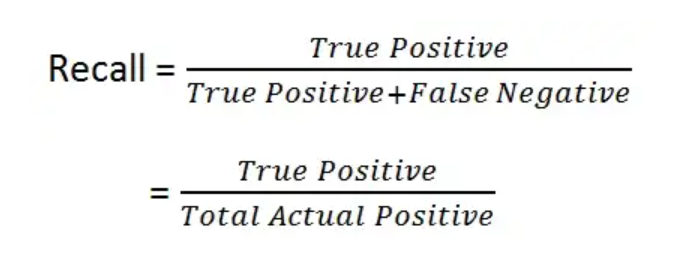 True Positive
Recall =
True Positive+False Negative
True Positive
=
Total Actual Positive